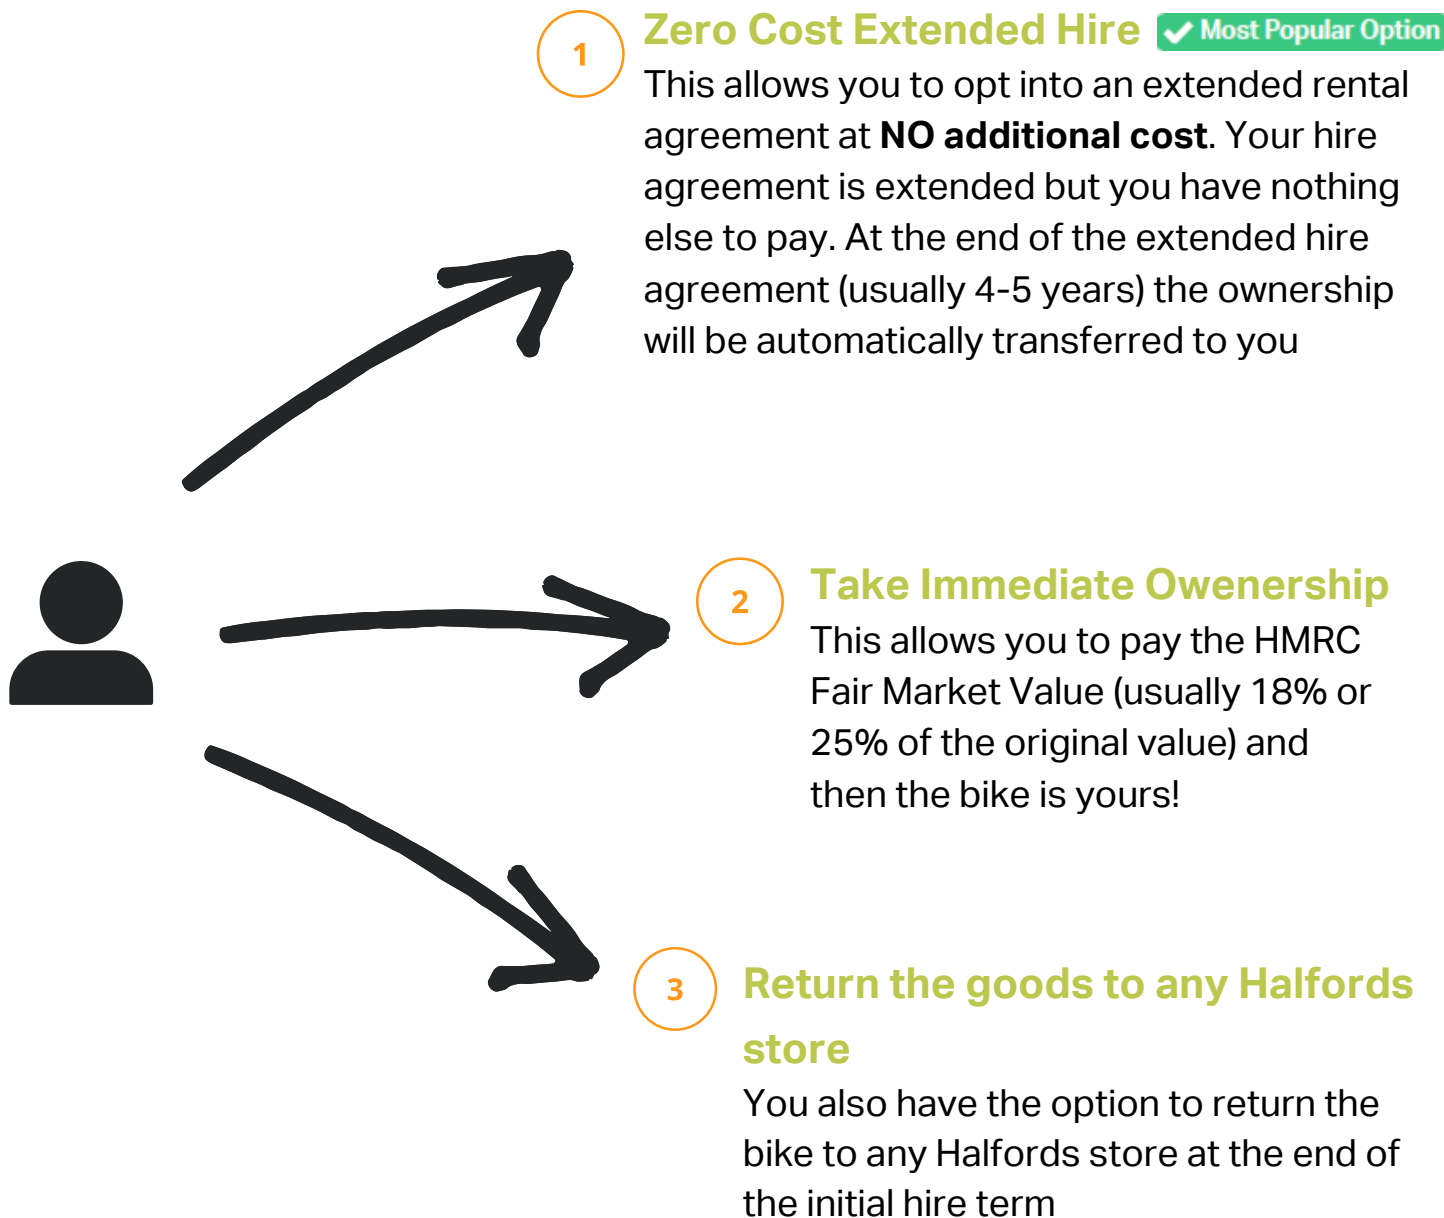 1
Zero Cost Extended Hire ✓ Most Popular Option
This allows you to opt into an extended rental
agreement at NO additional cost. Your hire
agreement is extended but you have nothing
else to pay. At the end of the extended hire
agreement (usually 4-5 years) the ownership
will be automatically transferred to you
2
Take Immediate Owenership
This allows you to pay the HMRC
Fair Market Value (usually 18% or
25% of the original value) and
then the bike is yours!
3
Return the goods to any Halfords
store
You also have the option to return the
bike to any Halfords store at the end of
the initial hire term